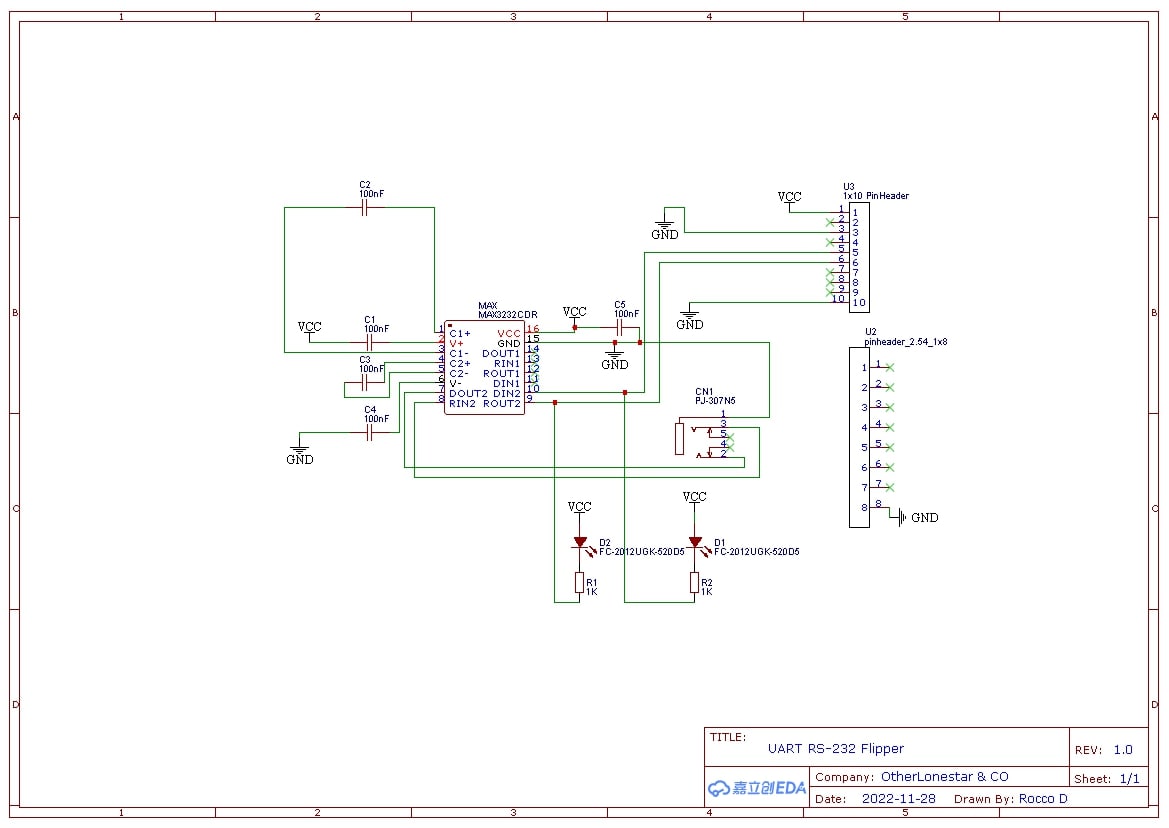 1 2 3 4 5
A A
C2
100nF
VCC
U3
1x10 PinHeader
1 1
2 2
3 3
4 4
5 5
6 6
7 7
8 8
9 9
10 10
GND
GND
B B
VCC
C1
100nF
C3
100nF
C4
100nF
GND
MAX
MAX3232CDR
1 C1+ VCC 16
2 V+ GND 15
3 C1- DOUT1 14
4 C2+ RIN1 13
5 C2- ROUT1 12
6 V- DIN1 11
7 DOUT2 DIN2 10
8 RIN2 ROUT2 9
VCC
C5
100nF
GND
U2
pinheader_2.54_1x8
1 1
2 2
3 3
4 4
5 5
6 6
7 7
8 8
GND
CN1
PJ-307N5
1
3
5
4
2
C C
VCC
D2
FC-2012UGK-520D5
R1
1K
VCC
D1
FC-2012UGK-520D5
R2
1K
D D
TITLE:
UART RS-232 Flipper
REV: 1.0
嘉立创EDA
Company: OtherLonestar & CO
Sheet: 1/1
Date: 2022-11-28 Drawn By: Rocco D
1 2 3 4 5